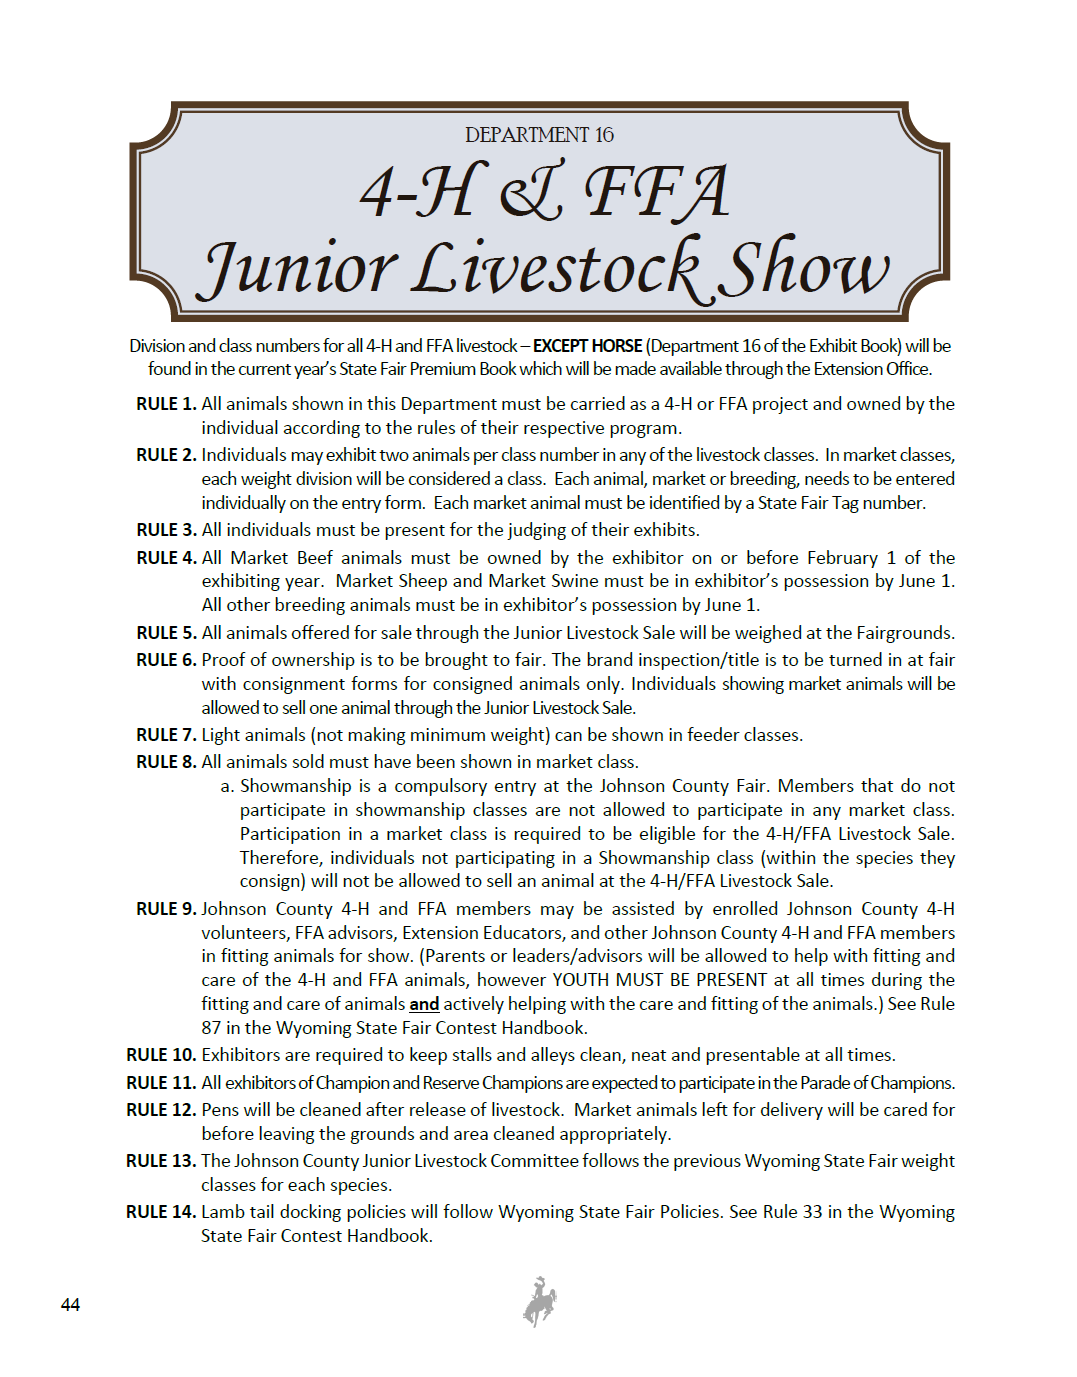 DEPARTMENT 16
4-H & FFA
Junior Livestock Show
Division and class numbers for all 4-H and FFA livestock – EXCEPT HORSE (Department 16 of the Exhibit Book) will be
found in the current year's State Fair Premium Book which will be made available through the Extension Office.
RULE 1. All animals shown in this Department must be carried as a 4-H or FFA project and owned by the
individual according to the rules of their respective program.
RULE 2. Individuals may exhibit two animals per class number in any of the livestock classes. In market classes,
each weight division will be considered a class. Each animal, market or breeding, needs to be entered
individually on the entry form. Each market animal must be identified by a State Fair Tag number.
RULE 3. All individuals must be present for the judging of their exhibits.
RULE 4. All Market Beef animals must be owned by the exhibitor on or before February 1 of the
exhibiting year. Market Sheep and Market Swine must be in exhibitor's possession by June 1.
All other breeding animals must be in exhibitor's possession by June 1.
RULE 5. All animals offered for sale through the Junior Livestock Sale will be weighed at the Fairgrounds.
RULE 6. Proof of ownership is to be brought to fair. The brand inspection/title is to be turned in at fair
with consignment forms for consigned animals only. Individuals showing market animals will be
allowed to sell one animal through the Junior Livestock Sale.
RULE 7. Light animals (not making minimum weight) can be shown in feeder classes.
RULE 8. All animals sold must have been shown in market class.
a. Showmanship is a compulsory entry at the Johnson County Fair. Members that do not
participate in showmanship classes are not allowed to participate in any market class.
Participation in a market class is required to be eligible for the 4-H/FFA Livestock Sale.
Therefore, individuals not participating in a Showmanship class (within the species they
consign) will not be allowed to sell an animal at the 4-H/FFA Livestock Sale.
RULE 9. Johnson County 4-H and FFA members may be assisted by enrolled Johnson County 4-H
volunteers, FFA advisors, Extension Educators, and other Johnson County 4-H and FFA members
in fitting animals for show. (Parents or leaders/advisors will be allowed to help with fitting and
care of the 4-H and FFA animals, however YOUTH MUST BE PRESENT at all times during the
fitting and care of animals and actively helping with the care and fitting of the animals.) See Rule
87 in the Wyoming State Fair Contest Handbook.
RULE 10. Exhibitors are required to keep stalls and alleys clean, neat and presentable at all times.
RULE 11. All exhibitors of Champion and Reserve Champions are expected to participate in the Parade of Champions.
RULE 12. Pens will be cleaned after release of livestock. Market animals left for delivery will be cared for
before leaving the grounds and area cleaned appropriately.
RULE 13. The Johnson County Junior Livestock Committee follows the previous Wyoming State Fair weight
classes for each species.
RULE 14. Lamb tail docking policies will follow Wyoming State Fair Policies. See Rule 33 in the Wyoming
State Fair Contest Handbook.
44